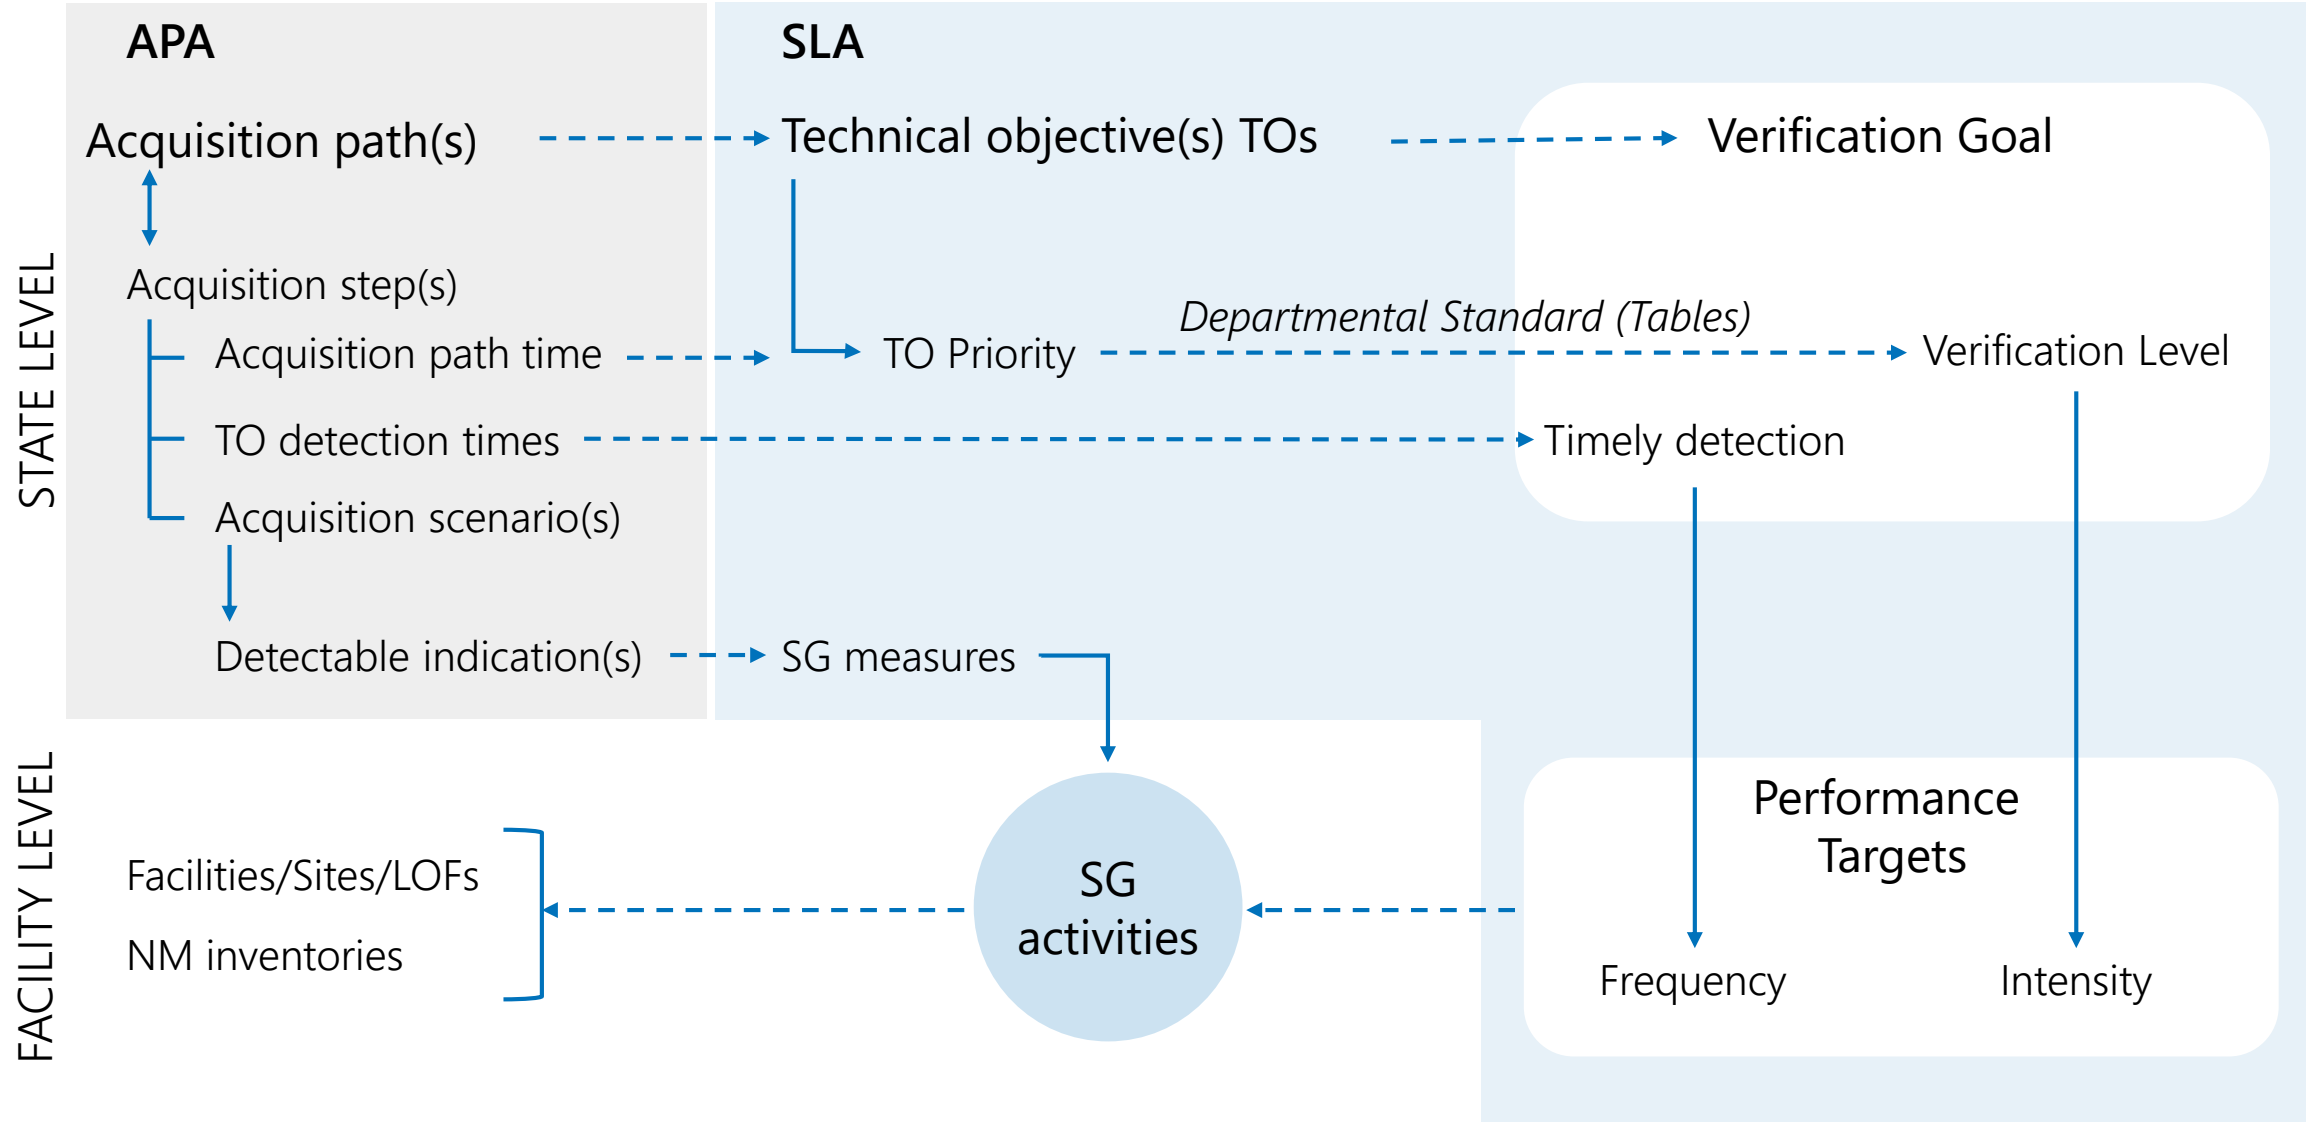 APA
SLA
Acquisition path(s)
Technical objective(s) TOs
Verification Goal
STATE LEVEL
Acquisition step(s)
Departmental Standard (Tables)
Acquisition path time
TO Priority
Verification Level
TO detection times
Timely detection
Acquisition scenario(s)
Detectable indication(s)
SG measures
FACILITY LEVEL
Performance
Targets
Facilities/Sites/LOFs
NM inventories
SG
activities
Frequency
Intensity